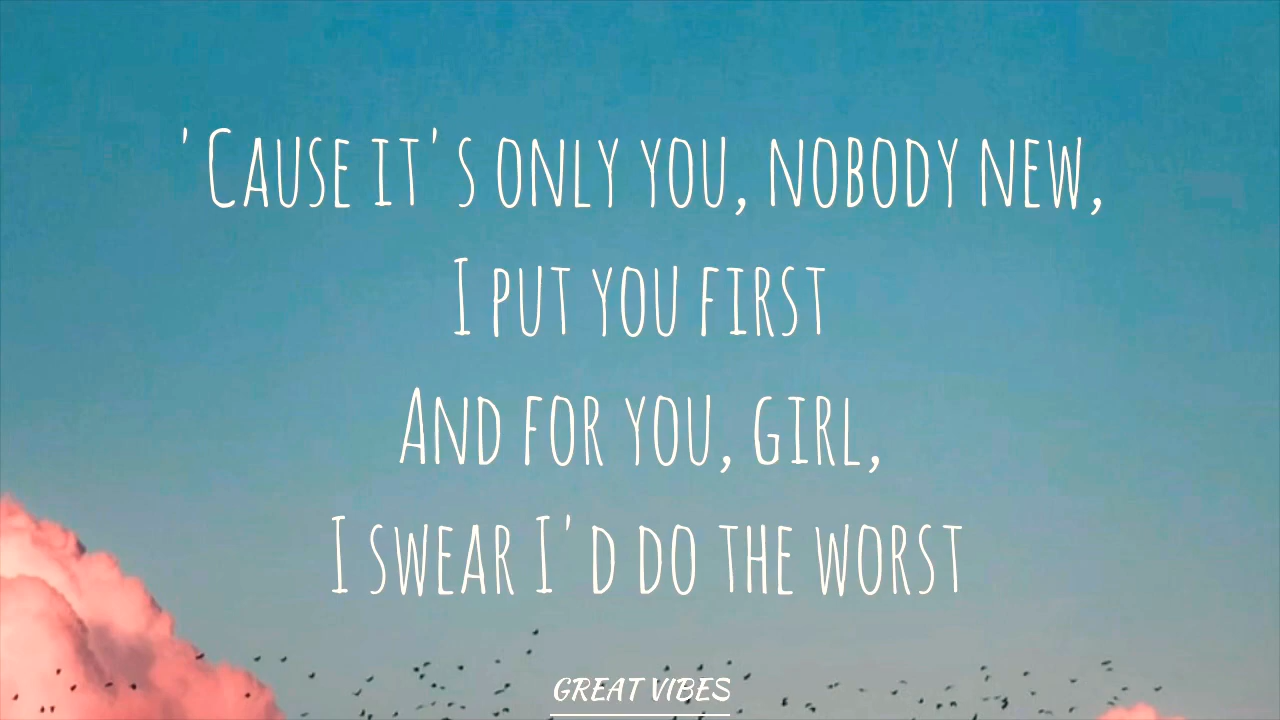 'Cause it's only you, nobody new,
I put you first
And for you, girl,
I swear I'd do the worst
GREAT VIBES